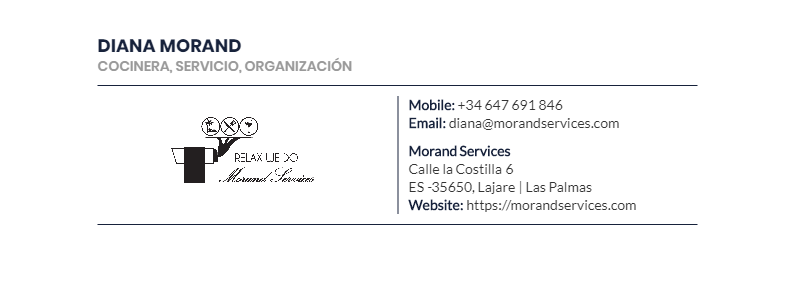 DIANA MORAND
COCINERA, SERVICIO, ORGANIZACIÓN
RELAX WE DO
Morand Services
Mobile: +34 647 691 846
Email: diana@morandservices.com
Morand Services
Calle la Costilla 6
ES -35650, Lajare | Las Palmas
Website: https://morandservices.com